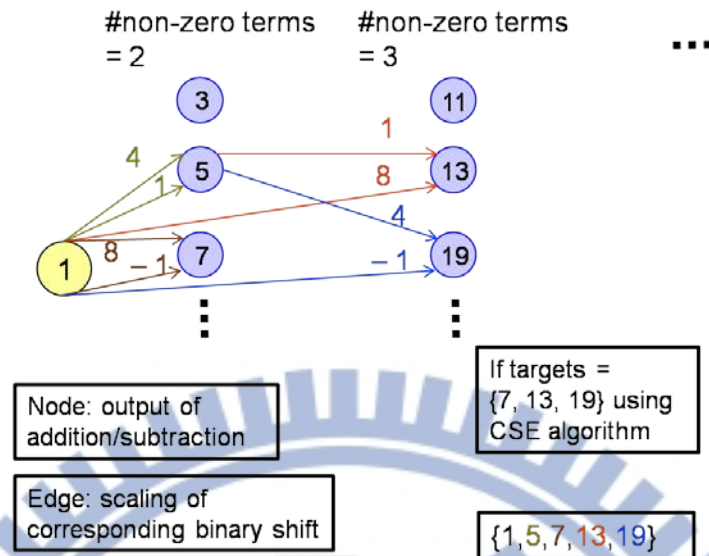 #non-zero terms
= 2
#non-zero terms
= 3
...
3
11
1
4
5
8
13
1
4
8
7
19
1
– 1
– 1
If targets =
{7, 13, 19} using
CSE algorithm
Node: output of
addition/subtraction
Edge: scaling of
corresponding binary shift
{1,5,7,13,19}